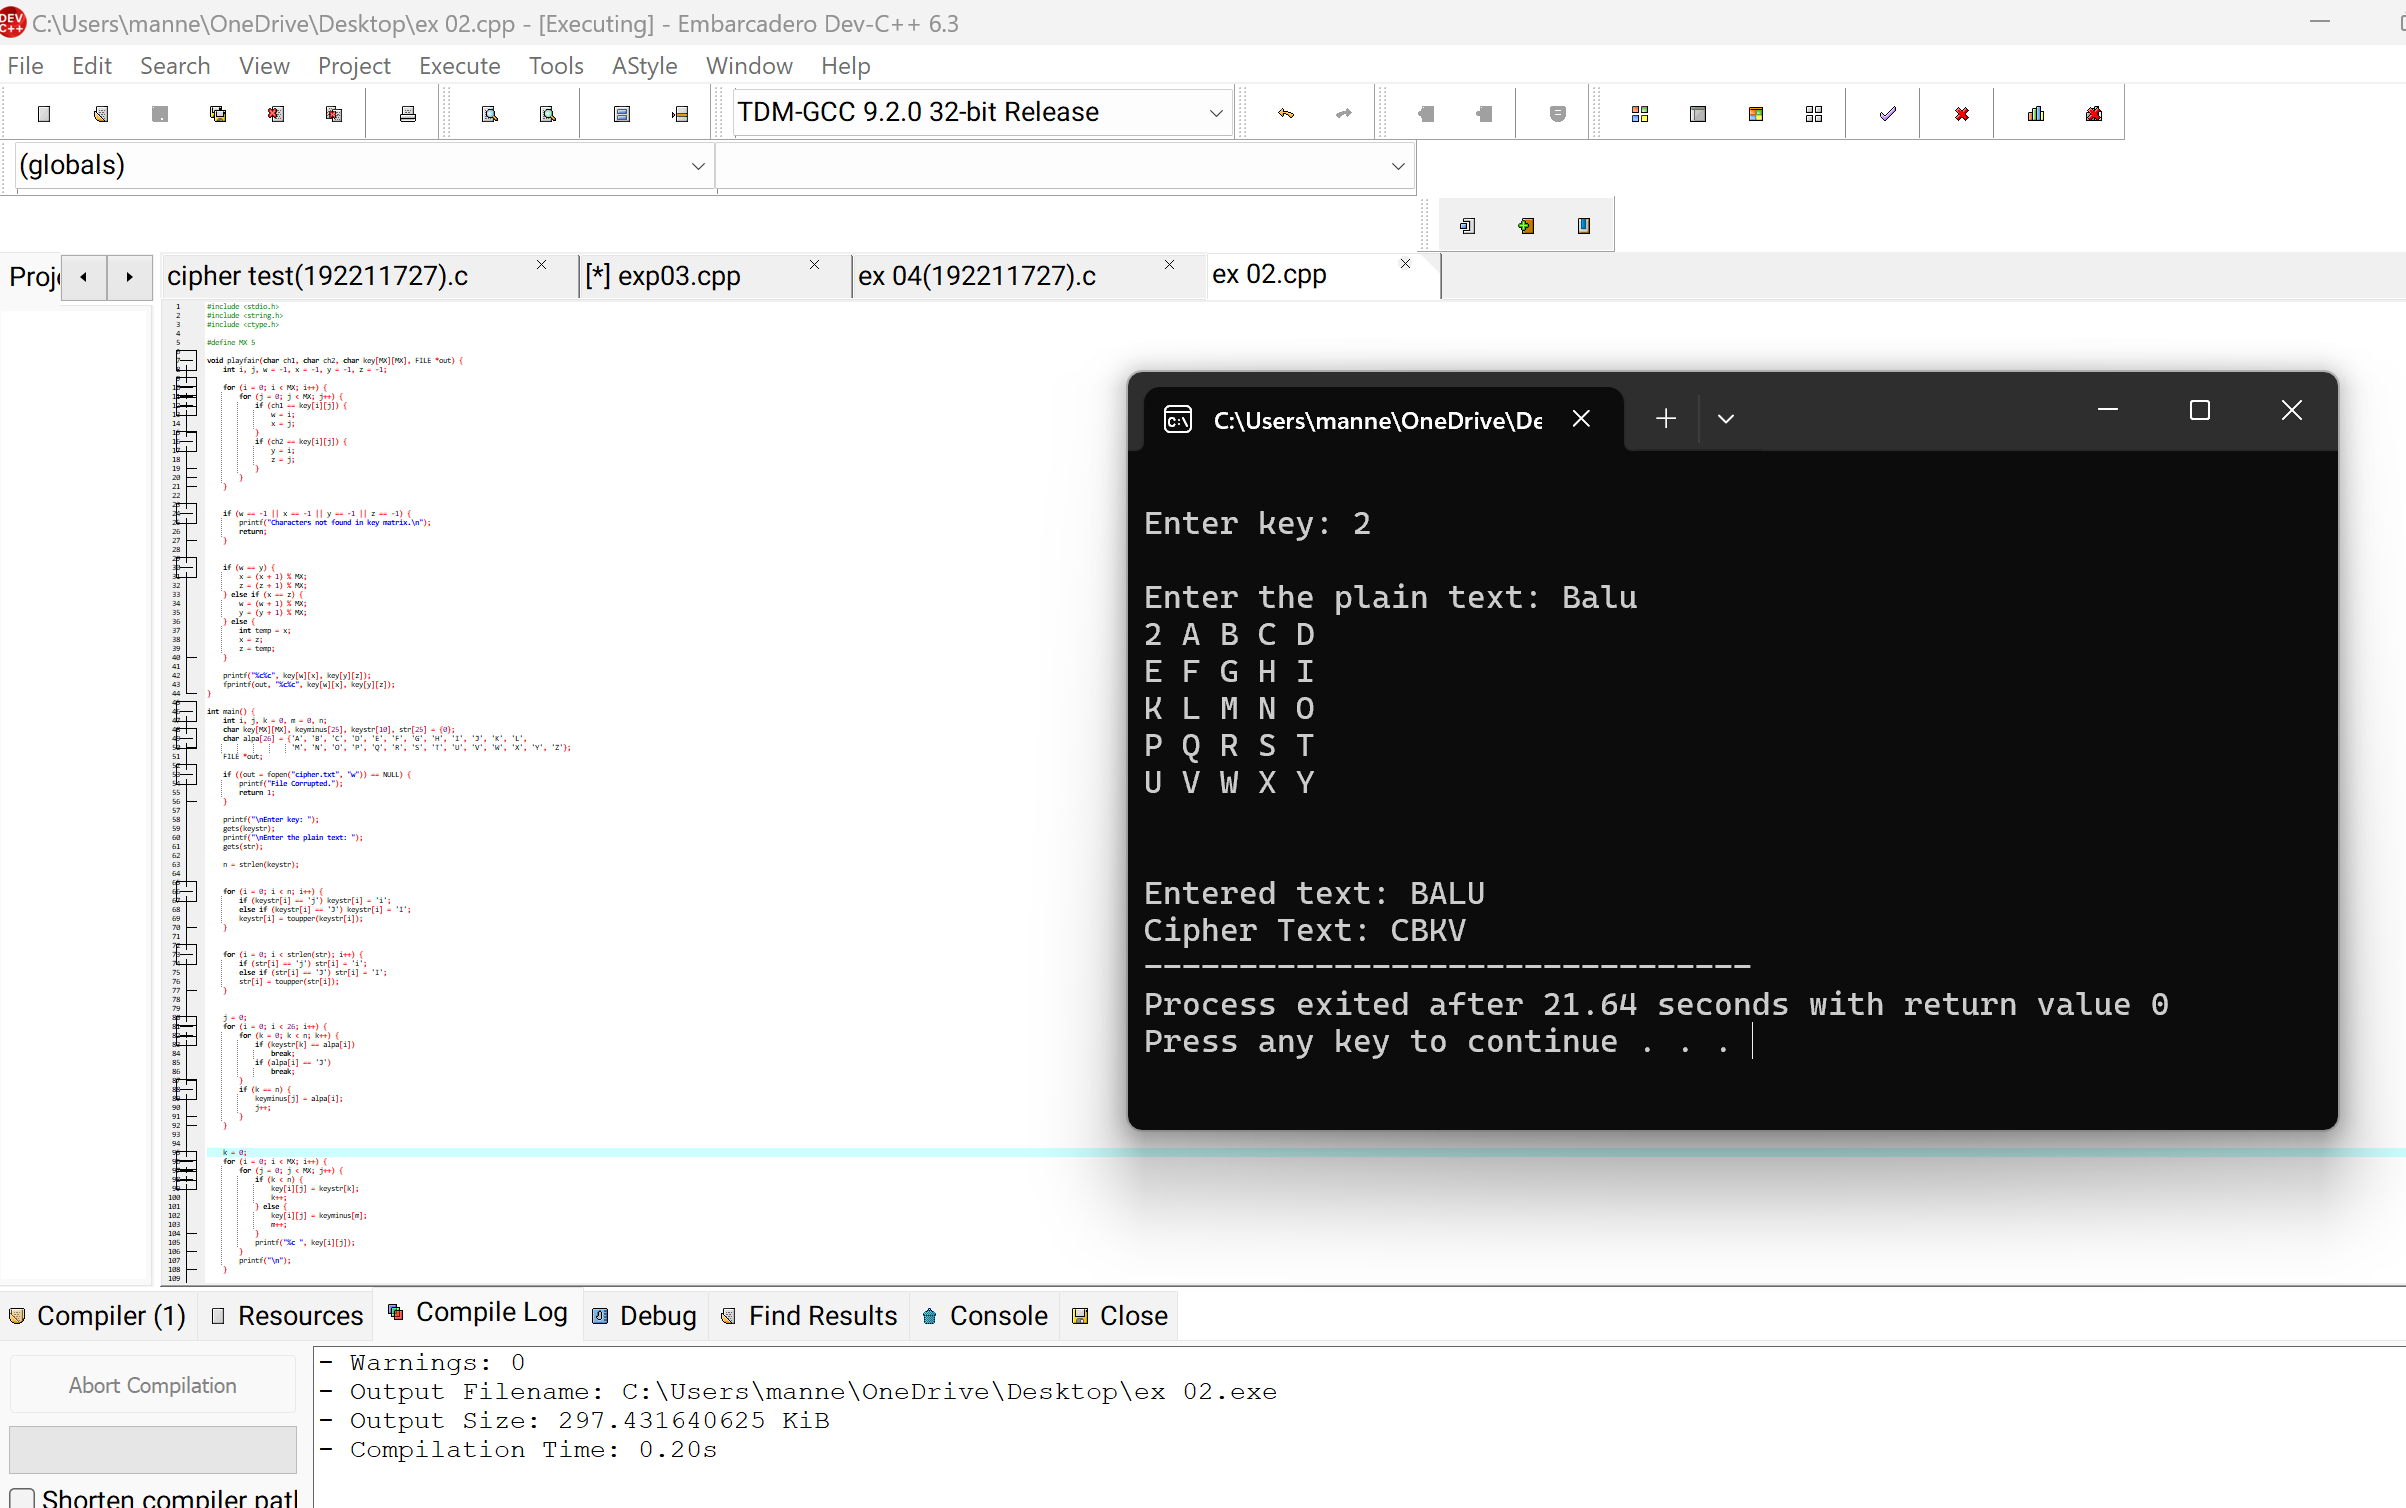 C:\Users\manne\OneDrive\Desktop\ex 02.cpp - [Executing] - Embarcadero Dev-C++ 6.3
File Edit Search View Project Execute Tools AStyle Window Help
TDM-GCC 9.2.0 32-bit Release
(globals)
Proje
cipher test(192211727).c [*] exp03.cpp ex 04(192211727).c ex 02.cpp
#include <stdio.h>
#include <string.h>
#include <ctype.h>
#define MX 5
void playfair(char ch1, char ch2, char key[MX][MX], FILE *out) {
int i, j, w = -1, x = -1, y = -1, z = -1;
for (i = 0; i < MX; i++) {
for (j = 0; j < MX; j++) {
if (ch1 == key[i][j]) {
w = i;
x = j;
}
if (ch2 == key[i][j]) {
y = i;
z = j;
}
}
}
if (w == -1 || x == -1 || y == -1 || z == -1) {
printf("Characters not found in key matrix.\n");
return;
}
if (w == y) {
x = (x + 1) % MX;
z = (z + 1) % MX;
} else if (x == z) {
w = (w + 1) % MX;
y = (y + 1) % MX;
} else {
int temp = x;
x = z;
z = temp;
}
printf("%c%c", key[w][x], key[y][z]);
fprintf(out, "%c%c", key[w][x], key[y][z]);
}
int main() {
int i, j, k = 0, m = 0, n;
char key[MX][MX], keyminus[25], keystr[10], str[25] = {0};
char alpa[26] = {'A', 'B', 'C', 'D', 'E', 'F', 'G', 'H', 'I', 'J', 'K', 'L',
'M', 'N', 'O', 'P', 'Q', 'R', 'S', 'T', 'U', 'V', 'W', 'X', 'Y', 'Z'};
FILE *out;
if ((out = fopen("cipher.txt", "w")) == NULL) {
printf("File Corrupted.");
return 1;
}
printf("\nEnter key: ");
gets(keystr);
printf("\nEnter the plain text: ");
gets(str);
n = strlen(keystr);
for (i = 0; i < n; i++) {
if (keystr[i] == 'j') keystr[i] = 'i';
else if (keystr[i] == 'J') keystr[i] = 'I';
keystr[i] = toupper(keystr[i]);
}
for (i = 0; i < strlen(str); i++) {
if (str[i] == 'j') str[i] = 'i';
else if (str[i] == 'J') str[i] = 'I';
str[i] = toupper(str[i]);
}
j = 0;
for (i = 0; i < 26; i++) {
for (k = 0; k < n; k++) {
if (keystr[k] == alpa[i])
break;
if (alpa[i] == 'J')
break;
}
if (k == n) {
keyminus[j] = alpa[i];
j++;
}
}
k = 0;
for (i = 0; i < MX; i++) {
for (j = 0; j < MX; j++) {
if (k < n) {
key[i][j] = keystr[k];
k++;
} else {
key[i][j] = keyminus[m];
m++;
}
printf("%c ", key[i][j]);
}
printf("\n");
}
C:\Users\manne\OneDrive\De
Enter key: 2
Enter the plain text: Balu
2 A B C D
E F G H I
K L M N O
P Q R S T
U V W X Y
Entered text: BALU
Cipher Text: CBKV
--------------------------------
Process exited after 21.64 seconds with return value 0
Press any key to continue . . .
Compiler (1) Resources Compile Log Debug Find Results Console Close
Abort Compilation
Shorten compiler path
- Warnings: 0
- Output Filename: C:\Users\manne\OneDrive\Desktop\ex 02.exe
- Output Size: 297.431640625 KiB
- Compilation Time: 0.20s